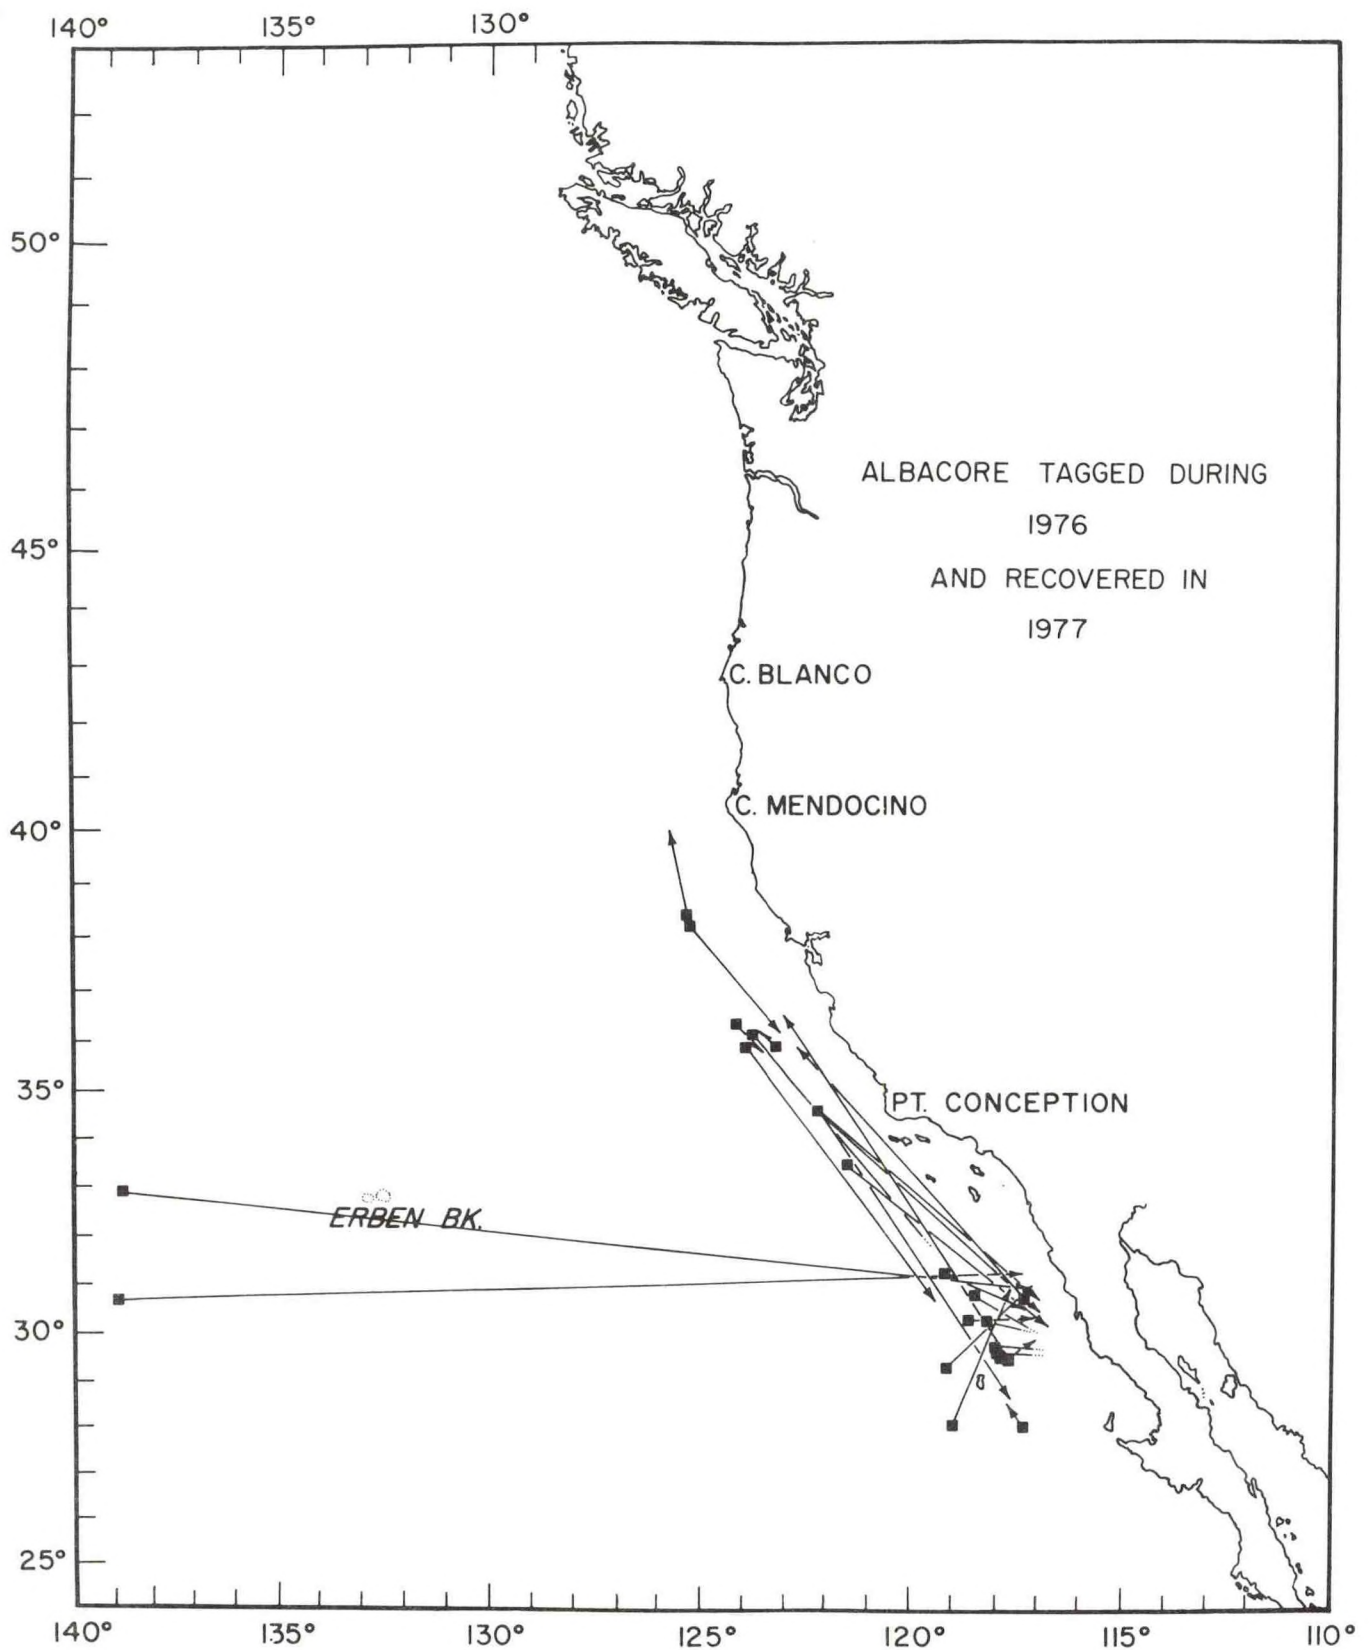 140° 135° 130°
50°
ALBACORE TAGGED DURING
1976
45°
AND RECOVERED IN
1977
C. BLANCO
C. MENDOCINO
40°
35°
PT. CONCEPTION
ERBEN BK.
30°
25°
140° 135° 130° 125° 120° 115° 110°